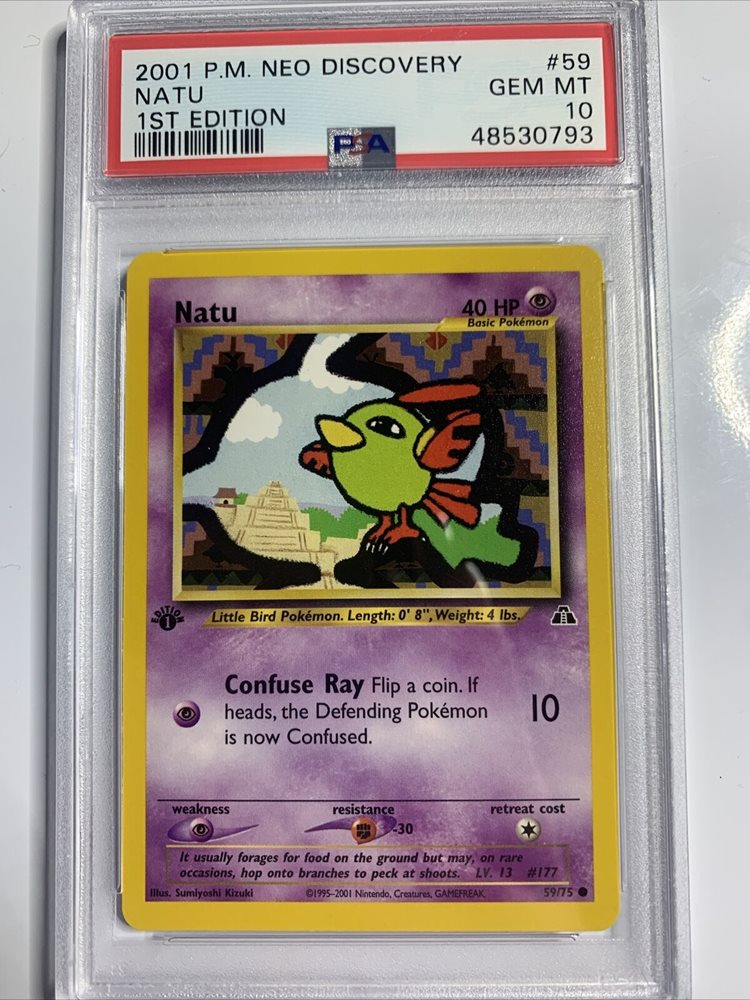 2001 P.M. NEO DISCOVERY #59
NATU GEM MT
1ST EDITION 10
PSA 48530793
Natu 40 HP
Basic Pokémon
EDITION
1
Little Bird Pokémon. Length: 0' 8", Weight: 4 lbs.
Confuse Ray Flip a coin. If
heads, the Defending Pokémon
is now Confused.
10
weakness resistance retreat cost
-30
It usually forages for food on the ground but may, on rare
occasions, hop onto branches to peck at shoots. LV. 13 #177
Illus. Sumiyoshi Kizuki ©1995-2001 Nintendo, Creatures, GAMEFREAK. 59/75